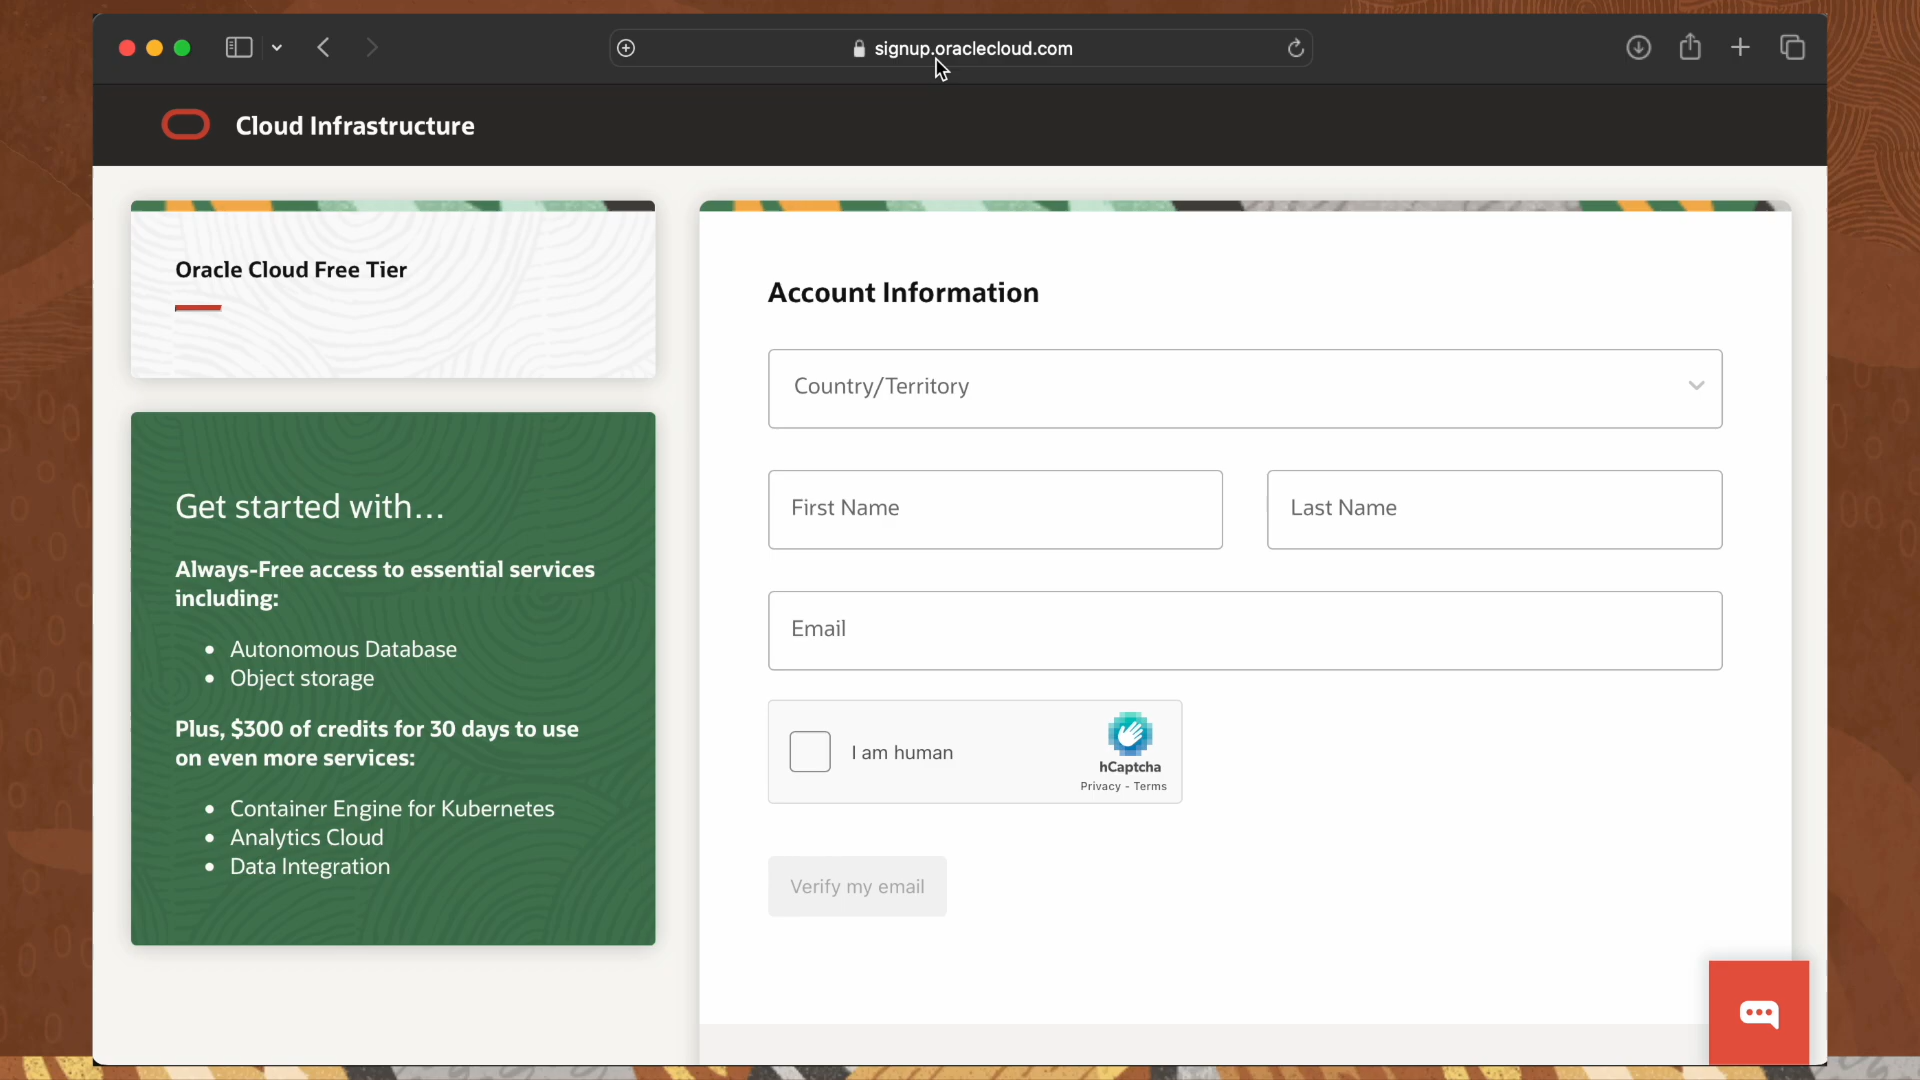 signup.oraclecloud.com
Cloud Infrastructure
Oracle Cloud Free Tier
Get started with...
Always-Free access to essential services
including:
• Autonomous Database
• Object storage
Plus, $300 of credits for 30 days to use
on even more services:
• Container Engine for Kubernetes
• Analytics Cloud
• Data Integration
Account Information
Country/Territory
First Name
Last Name
Email
I am human
hCaptcha
Privacy - Terms
Verify my email